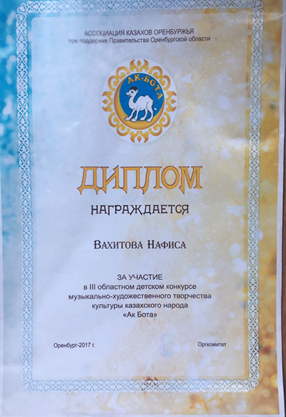 АССОЦИАЦИЯ КАЗАХОВ ОРЕНБУРЖЬЯ
при поддержке Правительства Оренбургской области
АК-БОТА
ДИПЛОМ
НАГРАЖДАЕТСЯ
ВАХИТОВА НАФИСА
ЗА УЧАСТИЕ
в III областном детском конкурсе
музыкально-художественного творчества
культуры казахского народа
«Ак Бота»
Оренбург-2017 г.
Оргкомитет